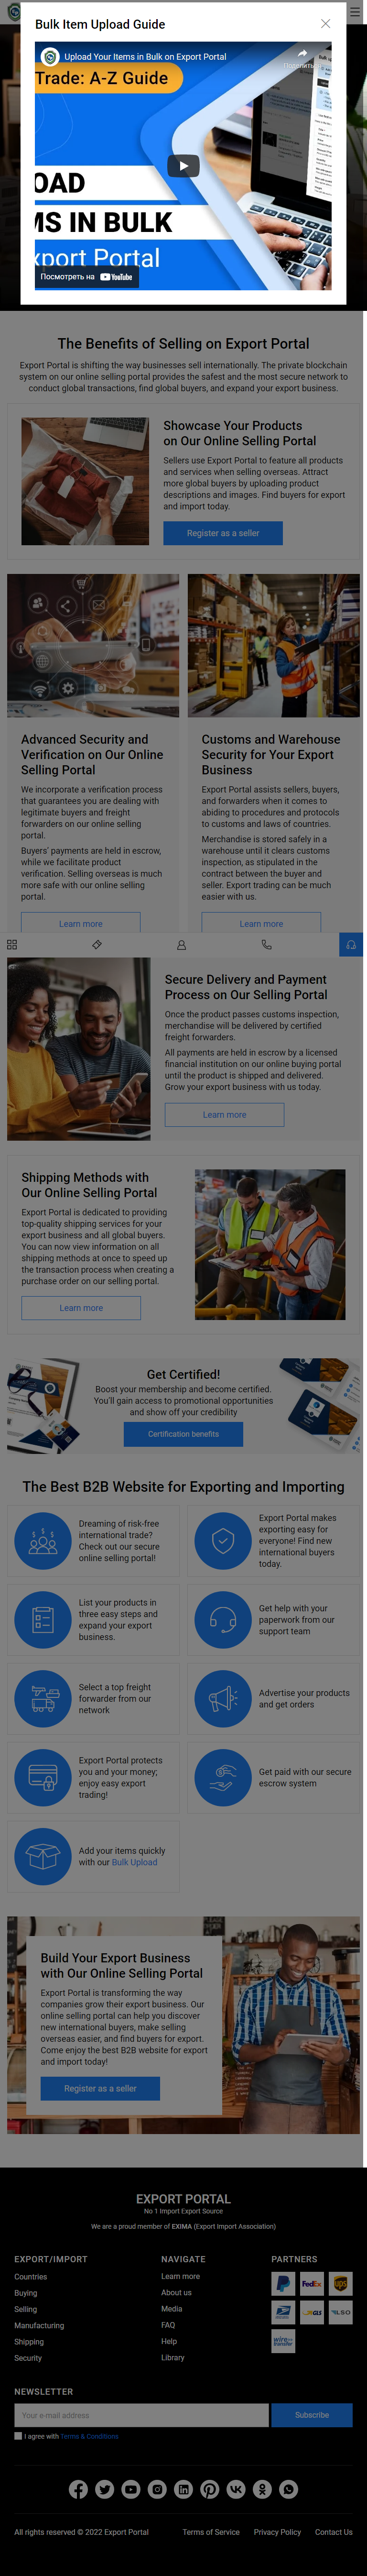 Bulk Item Upload Guide
Upload Your Items in Bulk on Export Portal
Trade: A-Z Guide
OAD
MS IN BULK
xport Portal
Посмотреть на YouTube
The Benefits of Selling on Export Portal
Export Portal is shifting the way businesses sell internationally. The private blockchain
system on our online selling portal provides the safest and the most secure network to
conduct global transactions, find global buyers, and expand your export business.
Showcase Your Products
on Our Online Selling Portal
Sellers use Export Portal to feature all products
and services when selling overseas. Attract
more global buyers by uploading product
descriptions and images. Find buyers for export
and import today.
Register as a seller
Advanced Security and
Verification on Our Online
Selling Portal
We incorporate a verification process
that guarantees you are dealing with
legitimate buyers and freight
forwarders on our online selling
portal.
Buyers' payments are held in escrow,
while we facilitate product
verification. Selling overseas is much
more safe with our online selling
portal.
Learn more
Customs and Warehouse
Security for Your Export
Business
Export Portal assists sellers, buyers,
and forwarders when it comes to
abiding to procedures and protocols
to customs and laws of countries.
Merchandise is stored safely in a
warehouse until it clears customs
inspection, as stipulated in the
contract between the buyer and
seller. Export trading can be much
easier with us.
Learn more
Secure Delivery and Payment
Process on Our Selling Portal
Once the product passes customs inspection,
merchandise will be delivered by certified
freight forwarders.
All payments are held in escrow by a licensed
financial institution on our online buying portal
until the product is shipped and delivered.
Grow your export business with us today.
Learn more
Shipping Methods with
Our Online Selling Portal
Export Portal is dedicated to providing
top-quality shipping services for your
export business and all global buyers.
You can now view information on all
shipping methods at once to speed up
the transaction process when creating a
purchase order on our selling portal.
Learn more
Get Certified!
Boost your membership and become certified.
You'll gain access to promotional opportunities
and show off your credibility
Certification benefits
The Best B2B Website for Exporting and Importing
Dreaming of risk-free
international trade?
Check out our secure
online selling portal!
Export Portal makes
exporting easy for
everyone! Find new
international buyers
today.
List your products in
three easy steps and
expand your export
business.
Get help with your
paperwork from our
support team
Select a top freight
forwarder from our
network
Advertise your products
and get orders
Export Portal protects
you and your money;
enjoy easy export
trading!
Get paid with our secure
escrow system
Add your items quickly
with our Bulk Upload
Build Your Export Business
with Our Online Selling Portal
Export Portal is transforming the way
companies grow their export business. Our
online selling portal can help you discover
new international buyers, make selling
overseas easier, and find buyers for export.
Come enjoy the best B2B website for export
and import today!
Register as a seller
EXPORT PORTAL
No 1 Import Export Source
We are a proud member of EXIMA (Export Import Association)
EXPORT/IMPORT
Countries
Buying
Selling
Manufacturing
Shipping
Security
NAVIGATE
Learn more
About us
Media
FAQ
Help
Library
PARTNERS
FedEx
ups
GLS
LSO
wire transfer
NEWSLETTER
Your e-mail address
Subscribe
I agree with Terms & Conditions
All rights reserved © 2022 Export Portal
Terms of Service
Privacy Policy
Contact Us